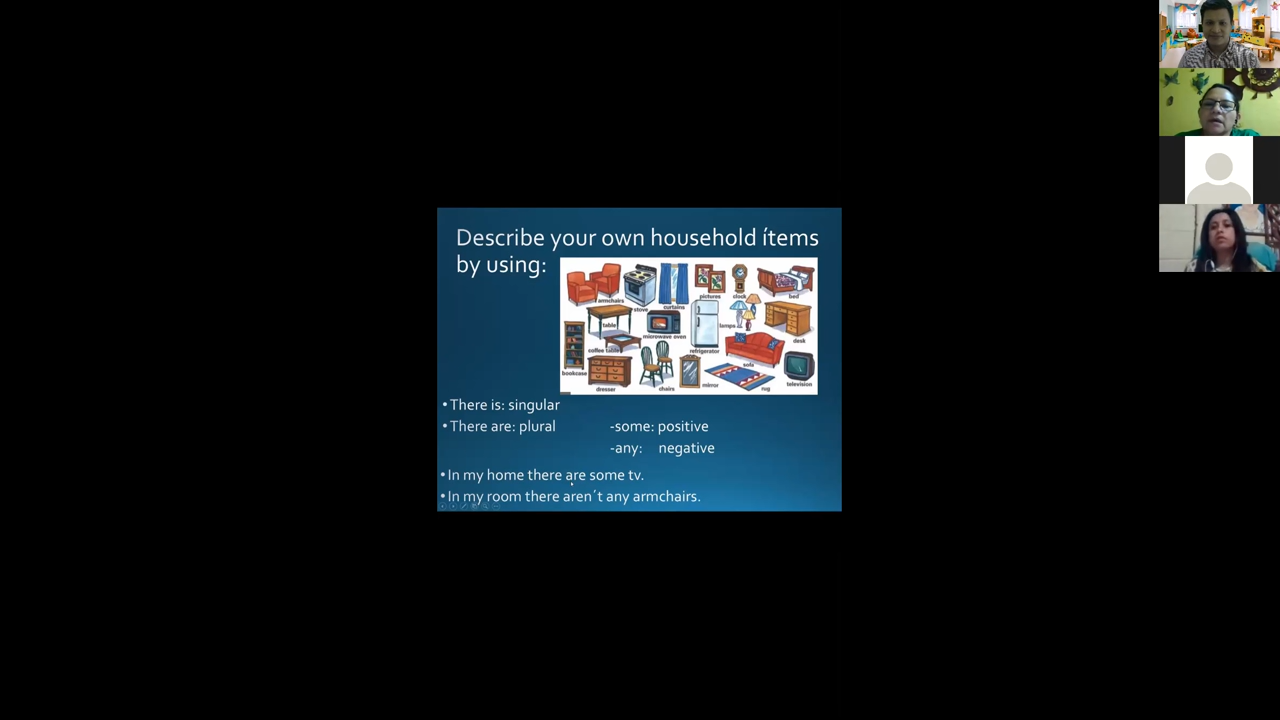 Describe your own household ítems
by using:
armchairs
stove
curtains
pictures
clock
bed
table
microwave oven
refrigerator
lamps
desk
coffee table
bookcase
dresser
chairs
mirror
sofa
rug
television
• There is: singular
• There are: plural -some: positive
-any: negative
• In my home there are some tv.
• In my room there aren´t any armchairs.